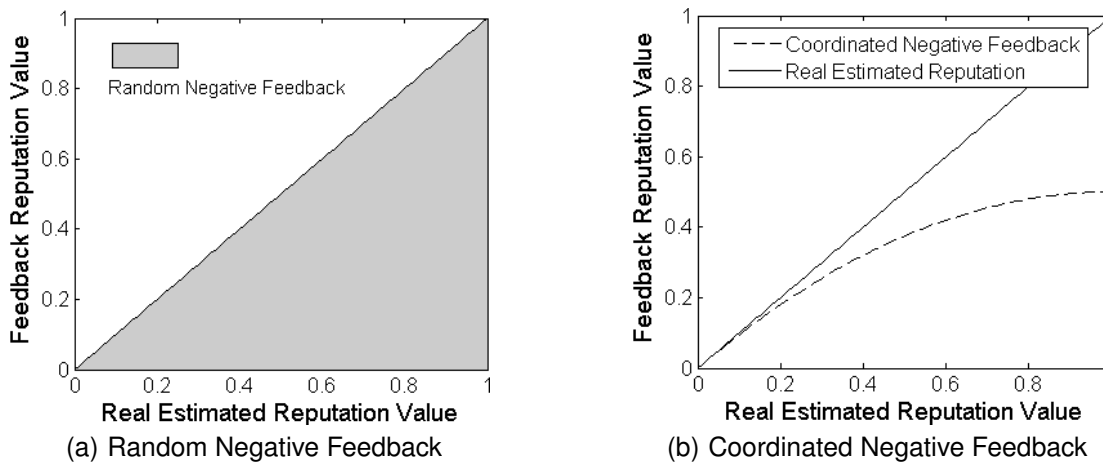 1
0.8
0.6
0.4
0.2
0
Feedback Reputation Value
Random Negative Feedback
0 0.2 0.4 0.6 0.8 1
Real Estimated Reputation Value
(a) Random Negative Feedback
1
0.8
0.6
0.4
0.2
0
Feedback Reputation Value
Coordinated Negative Feedback
Real Estimated Reputation
0 0.2 0.4 0.6 0.8
Real Estimated Reputation Value
(b) Coordinated Negative Feedback